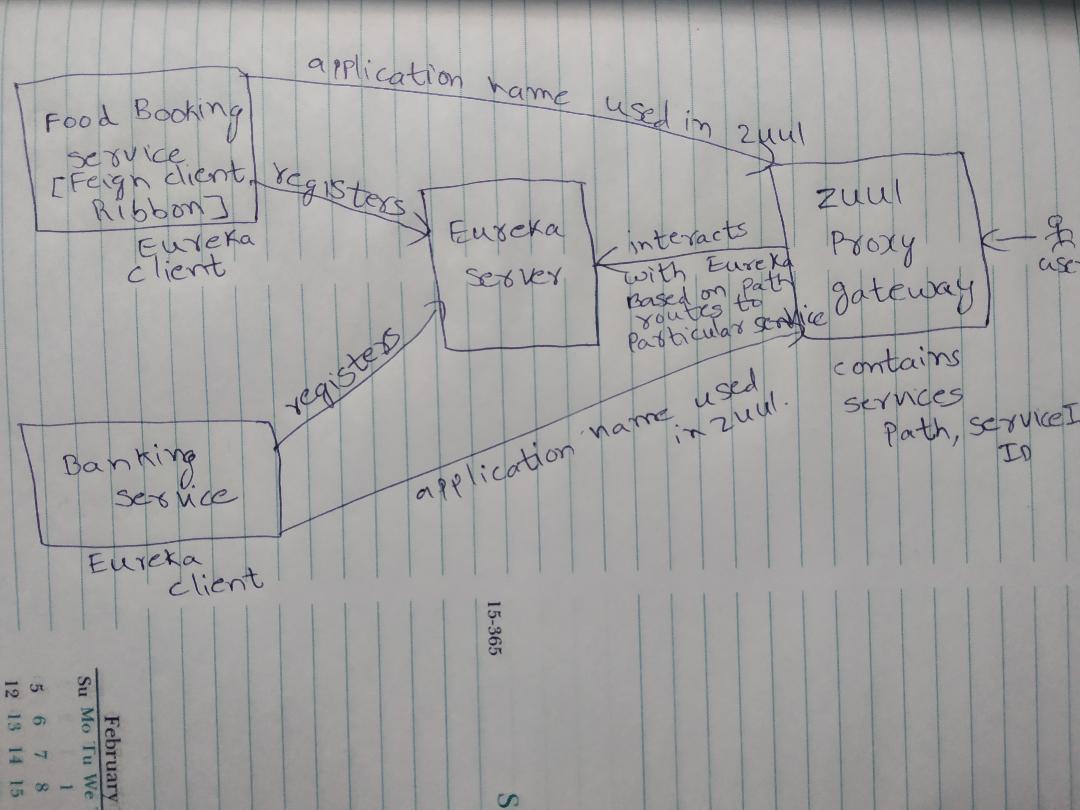 application name used in zuul
Food Booking
service
[Feign client,
Ribbon]
Eureka
client
registers
Eureka
server
interacts
with Eureka
Based on Path
routes to
Particular service
zuul
Proxy
gateway
contains
services
Path, service I
ID
registers
application name used
in zuul.
Banking
service
Eureka
client
15-365
February
Su Mo Tu We
1
5 6 7 8
12 13 14 15
S